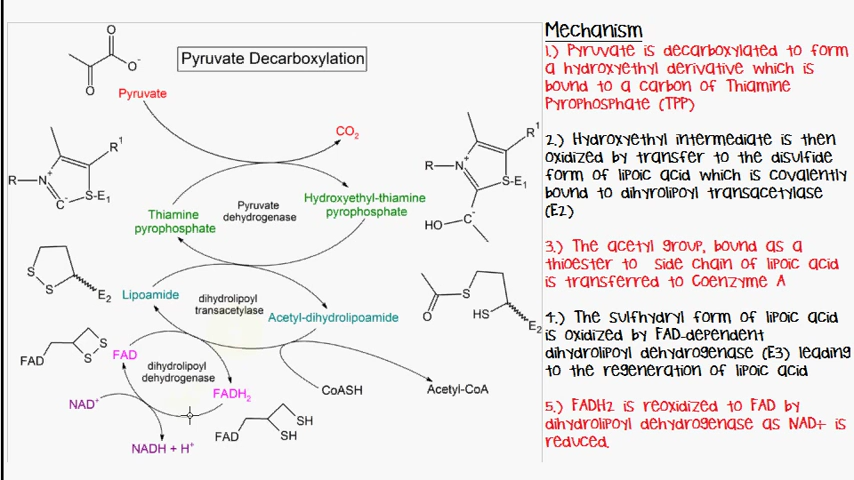 Pyruvate Decarboxylation
O
O-
O
Pyruvate
CO2
R1
R
N+
C-
S-E1
R1
R
N+
S-E1
HO
C-
Thiamine
pyrophosphate
Pyruvate
dehydrogenase
Hydroxyethyl-thiamine
pyrophosphate
S
S
E2
Lipoamide
dihydrolipoyl
transacetylase
Acetyl-dihydrolipoamide
S
O
HS
E2
FAD
S
S
FAD
dihydrolipoyl
dehydrogenase
FADH2
CoASH
Acetyl-CoA
NAD+
NADH + H+
FAD
SH
SH
Mechanism
1.) Pyruvate is decarboxylated to form
a hydroxyethyl derivative which is
bound to a carbon of Thiamine
Pyrophosphate (TPP)
2.) Hydroxyethyl intermediate is then
oxidized by transfer to the disulfide
form of lipoic acid which is covalently
bound to dihyrolipoyl transacetylase
(E2)
3.) The acetyl group, bound as a
thioester to side chain of lipoic acid
is transferred to Coenzyme A
4.) The sulfhydryl form of lipoic acid
is oxidized by FAD-dependent
dihydrolipoyl dehydrogenase (E3) leading
to the regeneration of lipoic acid
5.) FADH2 is reoxidized to FAD by
dihydrolipoyl dehydrogenase as NAD+ is
reduced.